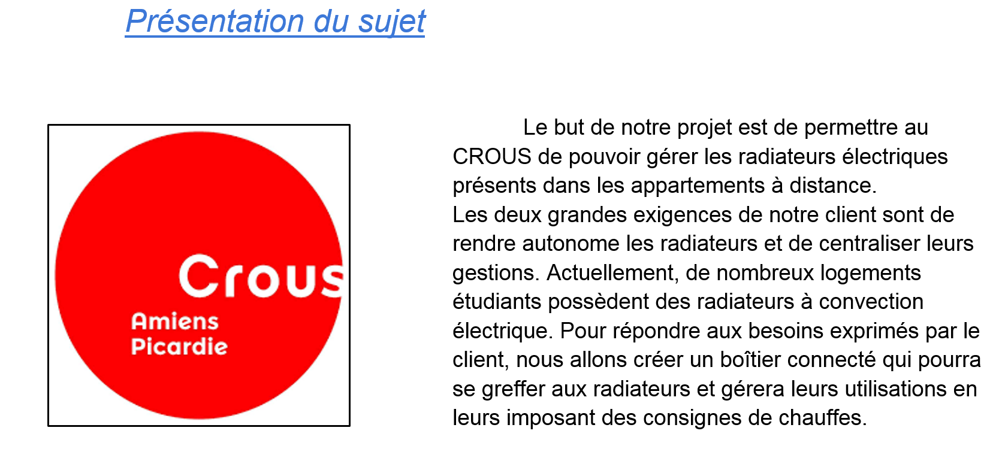 Présentation du sujet
Crous
Amiens
Picardie
Le but de notre projet est de permettre au
CROUS de pouvoir gérer les radiateurs électriques
présents dans les appartements à distance.
Les deux grandes exigences de notre client sont de
rendre autonome les radiateurs et de centraliser leurs
gestions. Actuellement, de nombreux logements
étudiants possèdent des radiateurs à convection
électrique. Pour répondre aux besoins exprimés par le
client, nous allons créer un boîtier connecté qui pourra
se greffer aux radiateurs et gérera leurs utilisations en
leurs imposant des consignes de chauffes.